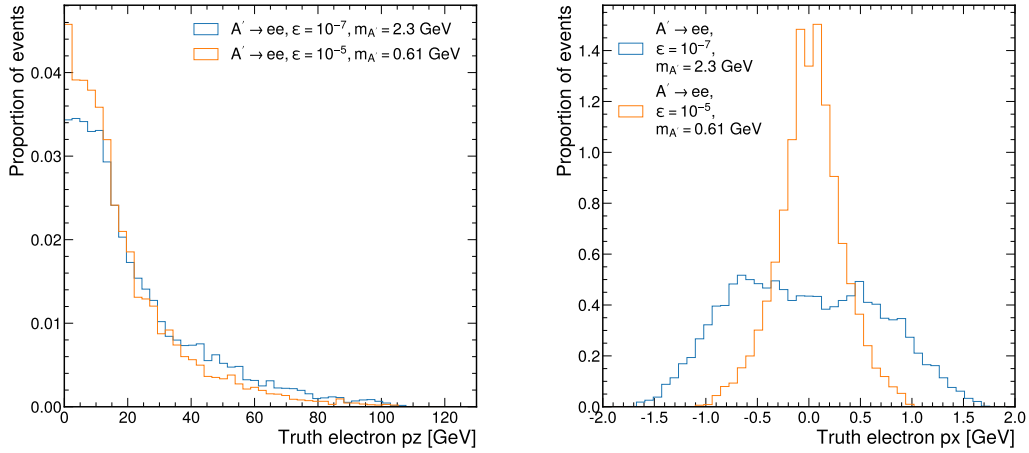 Proportion of events
0.04
0.03
0.02
0.01
0.00
0
20
40
60
80
100
120
Truth electron pz [GeV]
A′ → ee, ε = 10⁻⁷, m_A′ = 2.3 GeV
A′ → ee, ε = 10⁻⁵, m_A′ = 0.61 GeV
Proportion of events
1.4
1.2
1.0
0.8
0.6
0.4
0.2
0.0
-2.0
-1.5
-1.0
-0.5
0.0
0.5
1.0
1.5
2.0
Truth electron px [GeV]
A′ → ee,
ε = 10⁻⁷,
m_A′ = 2.3 GeV
A′ → ee,
ε = 10⁻⁵,
m_A′ = 0.61 GeV